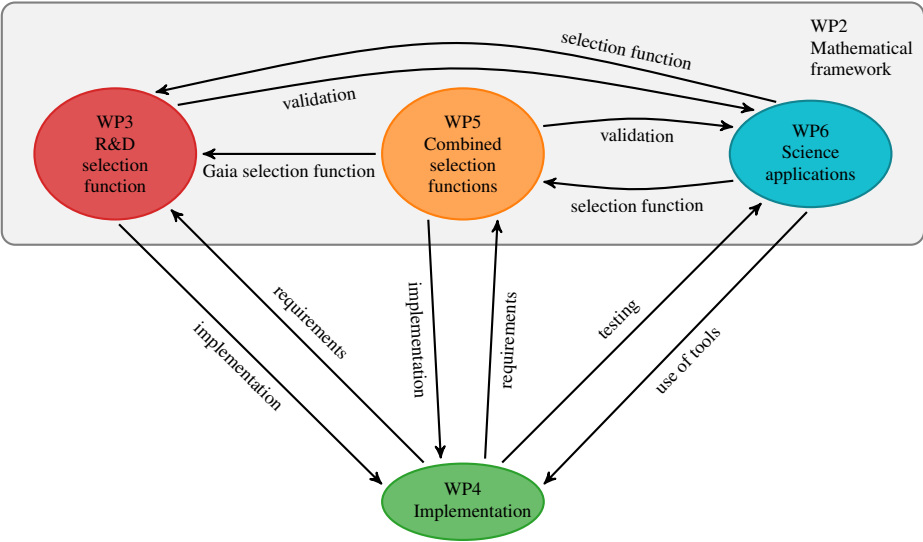 WP2
Mathematical
framework
selection function
validation
WP3
R&D
selection
function
WP5
Combined
selection
functions
WP6
Science
applications
validation
Gaia selection function
selection function
implementation
requirements
implementation
requirements
testing
use of tools
WP4
Implementation